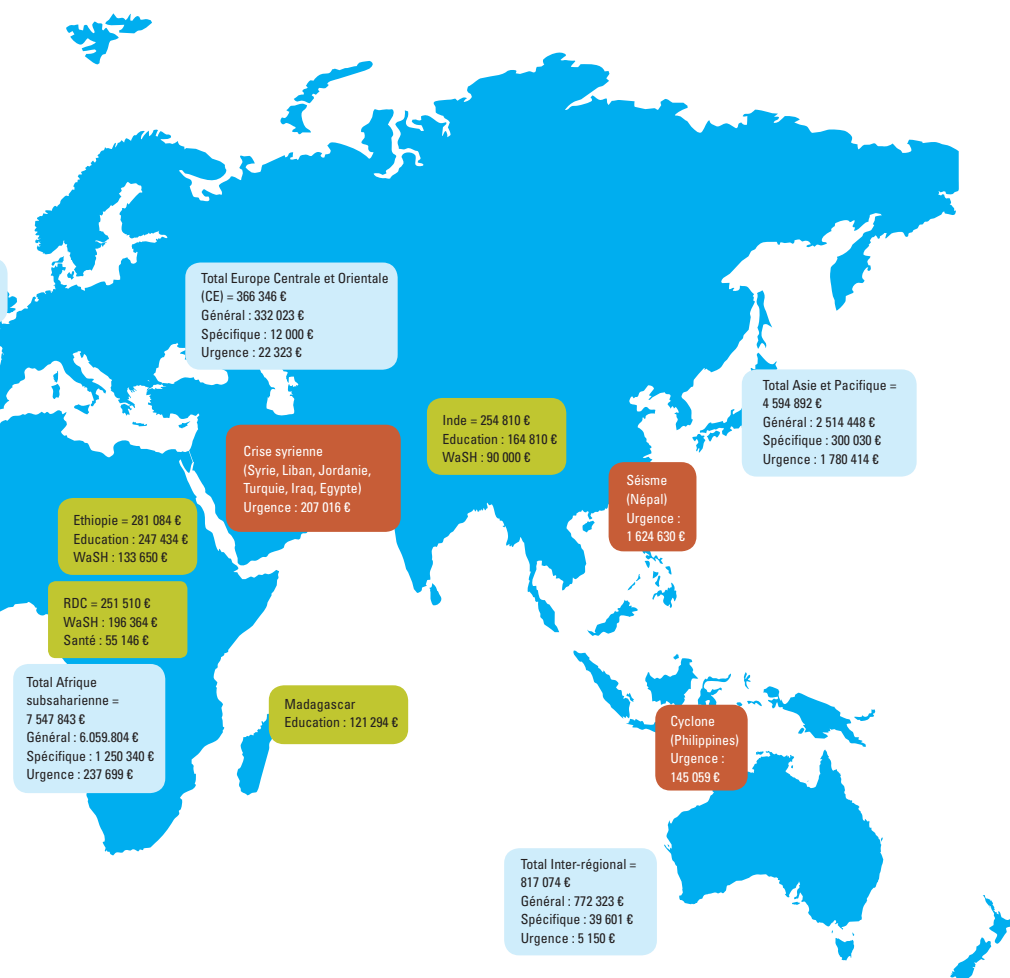 Total Europe Centrale et Orientale
(CE) = 366 346 €
Général : 332 023 €
Spécifique : 12 000 €
Urgence : 22 323 €
Total Asie et Pacifique =
4 594 892 €
Général : 2 514 448 €
Spécifique : 300 030 €
Urgence : 1 780 414 €
Inde = 254 810 €
Education : 164 810 €
WaSH : 90 000 €
Crise syrienne
(Syrie, Liban, Jordanie,
Turquie, Iraq, Egypte)
Urgence : 207 016 €
Séisme
(Népal)
Urgence :
1 624 630 €
Ethiopie = 281 084 €
Education : 247 434 €
WaSH : 133 650 €
RDC = 251 510 €
WaSH : 196 364 €
Santé : 55 146 €
Total Afrique
subsaharienne =
7 547 843 €
Général : 6.059.804 €
Spécifique : 1 250 340 €
Urgence : 237 699 €
Madagascar
Education : 121 294 €
Cyclone
(Philippines)
Urgence :
145 059 €
Total Inter-régional =
817 074 €
Général : 772 323 €
Spécifique : 39 601 €
Urgence : 5 150 €